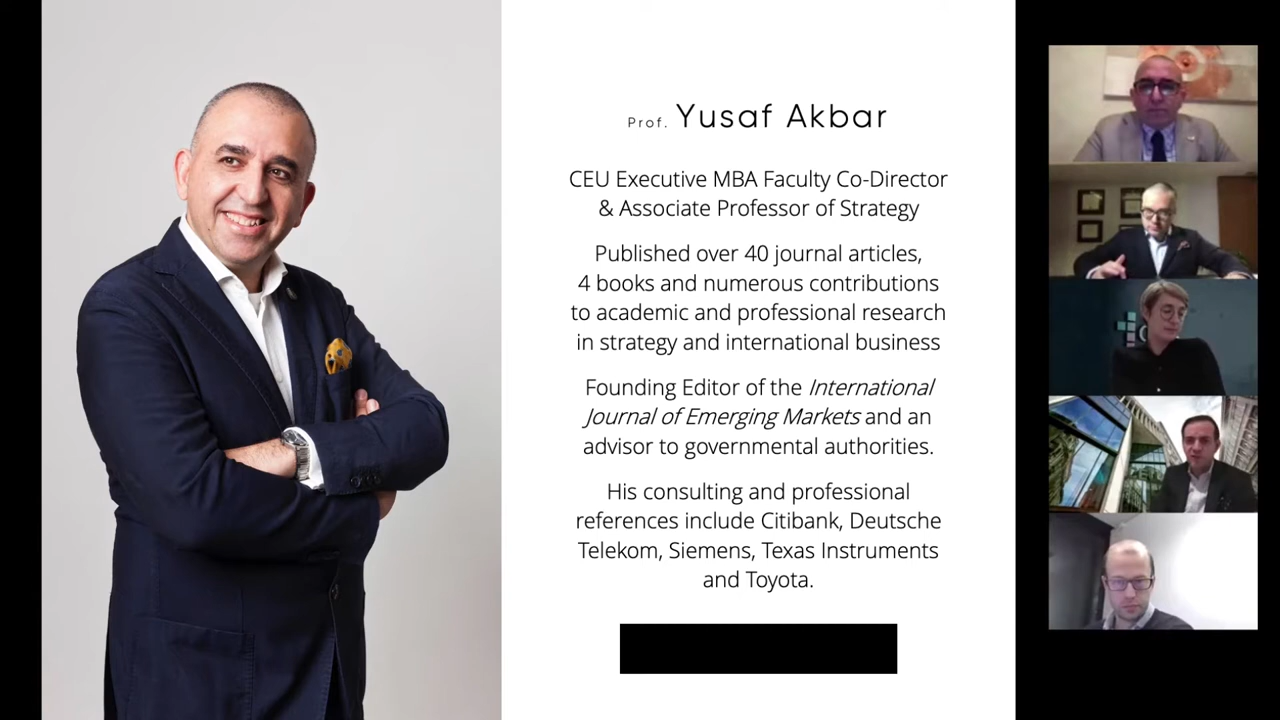 Prof. Yusaf Akbar
CEU Executive MBA Faculty Co-Director
& Associate Professor of Strategy
Published over 40 journal articles,
4 books and numerous contributions
to academic and professional research
in strategy and international business
Founding Editor of the International
Journal of Emerging Markets and an
advisor to governmental authorities.
His consulting and professional
references include Citibank, Deutsche
Telekom, Siemens, Texas Instruments
and Toyota.